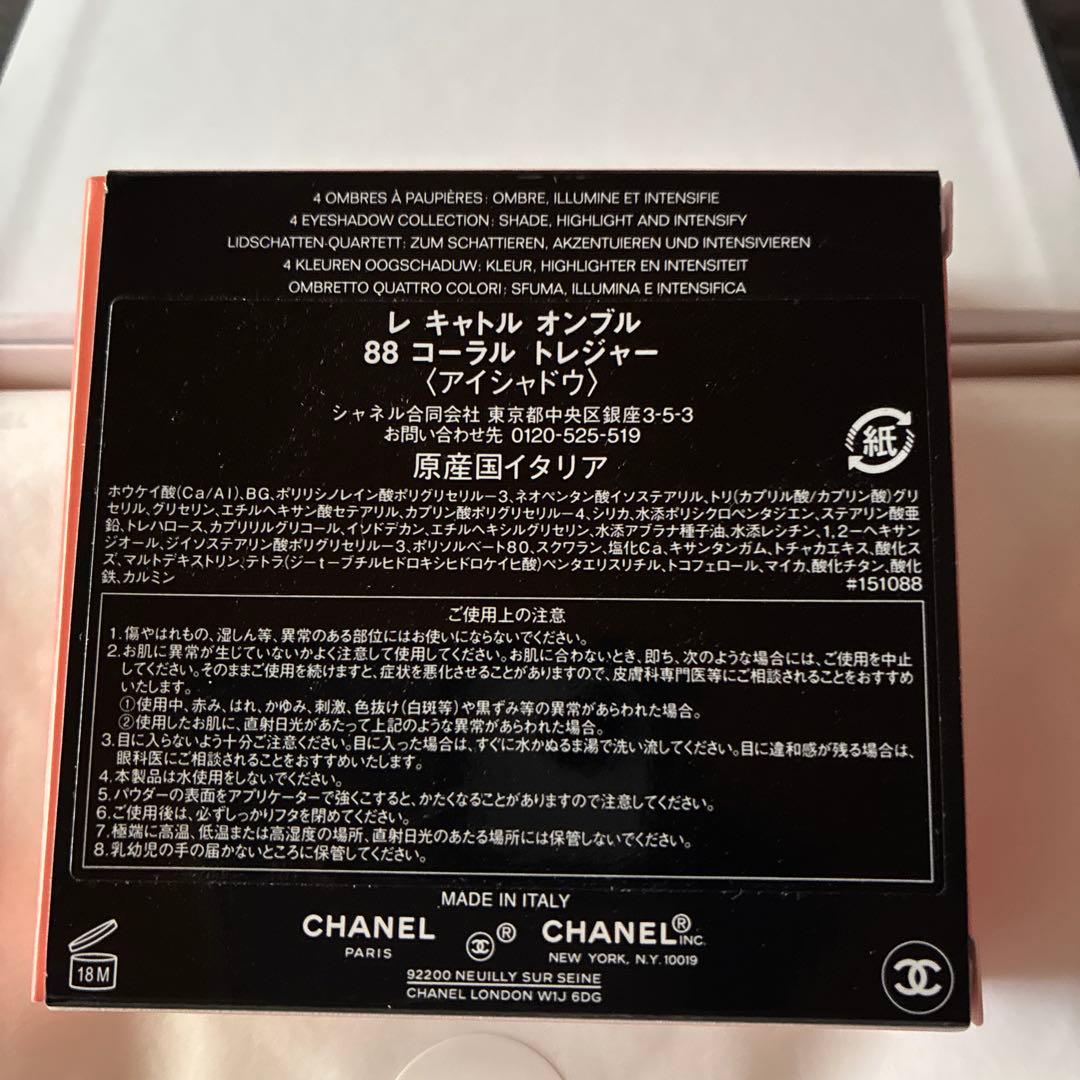 4 OMBRES À PAUPIÈRES: OMBRE, ILLUMINE ET INTENSIFIE
4 EYESHADOW COLLECTION: SHADE, HIGHLIGHT AND INTENSIFY
LIDSCHATTEN-QUARTETT: ZUM SCHATTIEREN, AKZENTUIEREN UND INTENSIVIEREN
4 KLEUREN OOGSCHADUW: KLEUR, HIGHLIGHTER EN INTENSITEIT
OMBRETTO QUATTRO COLORI: SFUMA, ILLUMINA E INTENSIFICA
レ キャトル オンブル
88 コーラル トレジャー
〈アイシャドウ〉
シャネル合同会社 東京都中央区銀座3-5-3
お問い合わせ先 0120-525-519
原産国イタリア
紙
ホウケイ酸(Ca/Al)、BG、ポリリシノレイン酸ポリグリセリル－3、ネオペンタン酸イソステアリル、トリ(カプリル酸/カプリン酸)グリ
セリル、グリセリン、エチルヘキサン酸セテアリル、カプリン酸ポリグリセリル－4、シリカ、水添ポリシクロペンタジエン、ステアリン酸亜
鉛、トレハロース、カプリリルグリコール、イソドデカン、エチルヘキシルグリセリン、水添アブラナ種子油、水添レシチン、1,2－ヘキサン
ジオール、ジイソステアリン酸ポリグリセリル－3、ポリソルベート80、スクワラン、塩化Ca、キサンタンガム、トチャカエキス、酸化ス
ズ、マルトデキストリン、テトラ(ジーt－ブチルヒドロキシヒドロケイヒ酸)ペンタエリスリチル、トコフェロール、マイカ、酸化チタン、酸化
鉄、カルミン
#151088
ご使用上の注意
1.傷やはれもの、湿しん等、異常のある部位にはお使いにならないでください。
2.お肌に異常が生じていないかよく注意して使用してください。お肌に合わないとき、即ち、次のような場合には、ご使用を中止
してください。そのままご使用を続けますと、症状を悪化させることがありますので、皮膚科専門医等にご相談されることをおすすめ
いたします。
①使用中、赤み、はれ、かゆみ、刺激、色抜け(白斑等)や黒ずみ等の異常があらわれた場合。
②使用したお肌に、直射日光があたって上記のような異常があらわれた場合。
3.目に入らないよう十分ご注意ください。目に入った場合は、すぐに水かぬるま湯で洗い流してください。目に違和感が残る場合は、
眼科医にご相談されることをおすすめいたします。
4.本製品は水使用をしないでください。
5.パウダーの表面をアプリケーターで強くこすると、かたくなることがありますので注意してください。
6.ご使用後は、必ずしっかりフタを閉めてください。
7.極端に高温、低温または高湿度の場所、直射日光のあたる場所には保管しないでください。
8.乳幼児の手の届かないところに保管してください。
MADE IN ITALY
CHANEL
PARIS
®
CHANEL® INC.
NEW YORK, N.Y. 10019
92200 NEUILLY SUR SEINE
CHANEL LONDON W1J 6DG
18 M